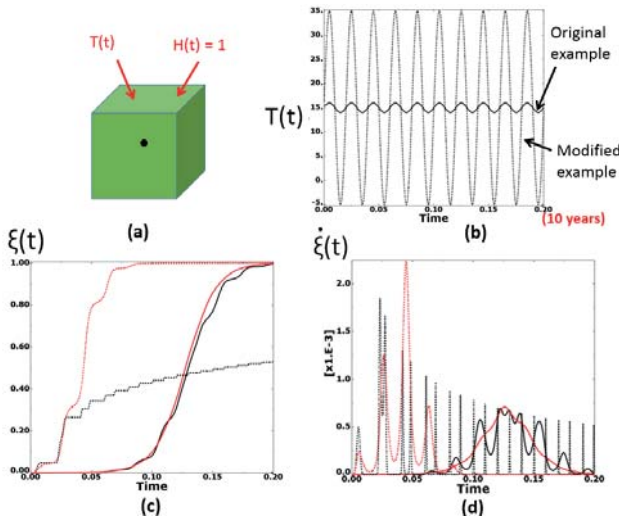 T(t)
H(t) = 1
(a)
T(t)
35
30
25
20
15
10
5
0
-5
0.00
0.05
0.10
0.15
0.20
Time
(10 years)
(b)
Original
example
Modified
example
ξ(t)
1.00
0.80
0.60
0.40
0.20
0.00
0.00
0.05
0.10
0.15
0.20
Time
(c)
ξ̇(t)
[x1.E-3]
2.0
1.5
1.0
0.5
0.0
0.00
0.05
0.10
0.15
0.20
Time
(d)